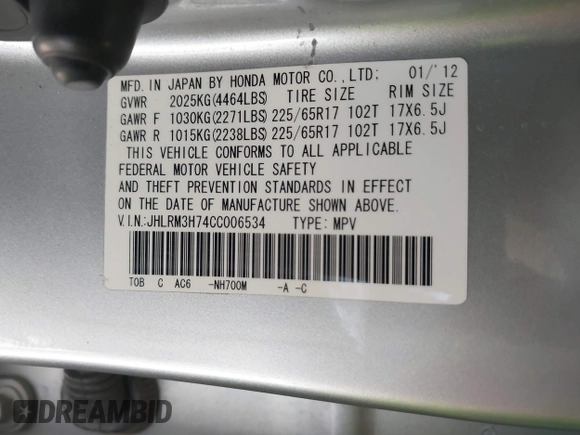 MFD. IN JAPAN BY HONDA MOTOR CO.,LTD; 01/'12
GVWR 2025KG(4464LBS) TIRE SIZE RIM SIZE
GAWR F 1030KG(2271LBS) 225/65R17 102T 17X6.5J
GAWR R 1015KG(2238LBS) 225/65R17 102T 17X6.5J
THIS VEHICLE CONFORMS TO ALL APPLICABLE
FEDERAL MOTOR VEHICLE SAFETY
AND THEFT PREVENTION STANDARDS IN EFFECT
ON THE DATE OF MANUFACTURE SHOWN ABOVE.
V.I.N.:JHLRM3H74CC006534 TYPE: MPV
T0B C AC6 -NH700M -A -C
DREAMBID